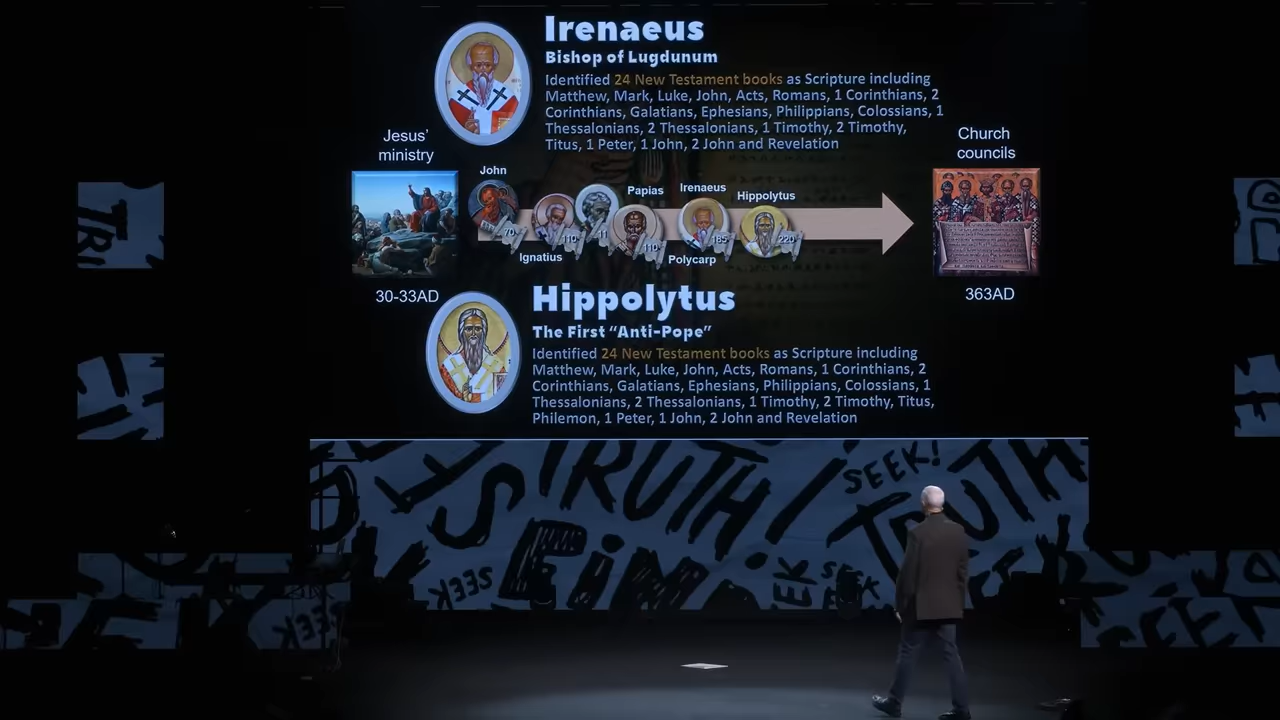 Irenaeus
Bishop of Lugdunum
Identified 24 New Testament books as Scripture including
Matthew, Mark, Luke, John, Acts, Romans, 1 Corinthians, 2
Corinthians, Galatians, Ephesians, Philippians, Colossians, 1
Thessalonians, 2 Thessalonians, 1 Timothy, 2 Timothy,
Titus, 1 Peter, 1 John, 2 John and Revelation
Jesus'
ministry
Church
councils
John
Papias
Irenaeus
Hippolytus
70
110
110
185
220
Ignatius
Polycarp
30-33AD
363AD
Hippolytus
The First “Anti-Pope”
Identified 24 New Testament books as Scripture including
Matthew, Mark, Luke, John, Acts, Romans, 1 Corinthians, 2
Corinthians, Galatians, Ephesians, Philippians, Colossians, 1
Thessalonians, 2 Thessalonians, 1 Timothy, 2 Timothy, Titus,
Philemon, 1 Peter, 1 John, 2 John and Revelation
TRUTH!
SEEK!
TRUTH
SEEK
SEEK
SEEK